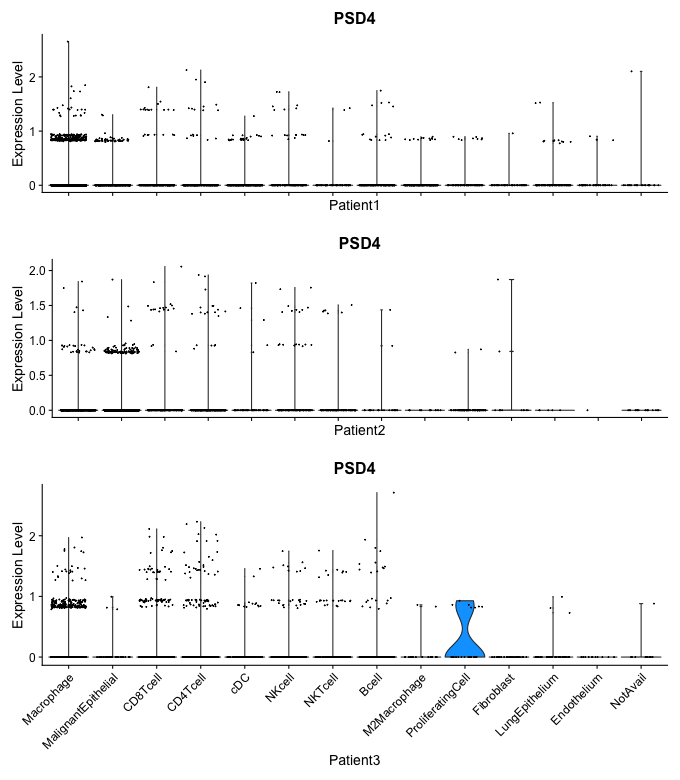 PSD4
Expression Level
2
1
0
Patient1
PSD4
Expression Level
2.0
1.5
1.0
0.5
0.0
Patient2
PSD4
Expression Level
2
1
0
Macrophage
MalignantEpithelial
CD8Tcell
CD4Tcell
cDC
NKcell
NKTcell
Bcell
M2Macrophage
ProliferatingCell
Fibroblast
LungEpithelium
Endothelium
NotAvail
Patient3